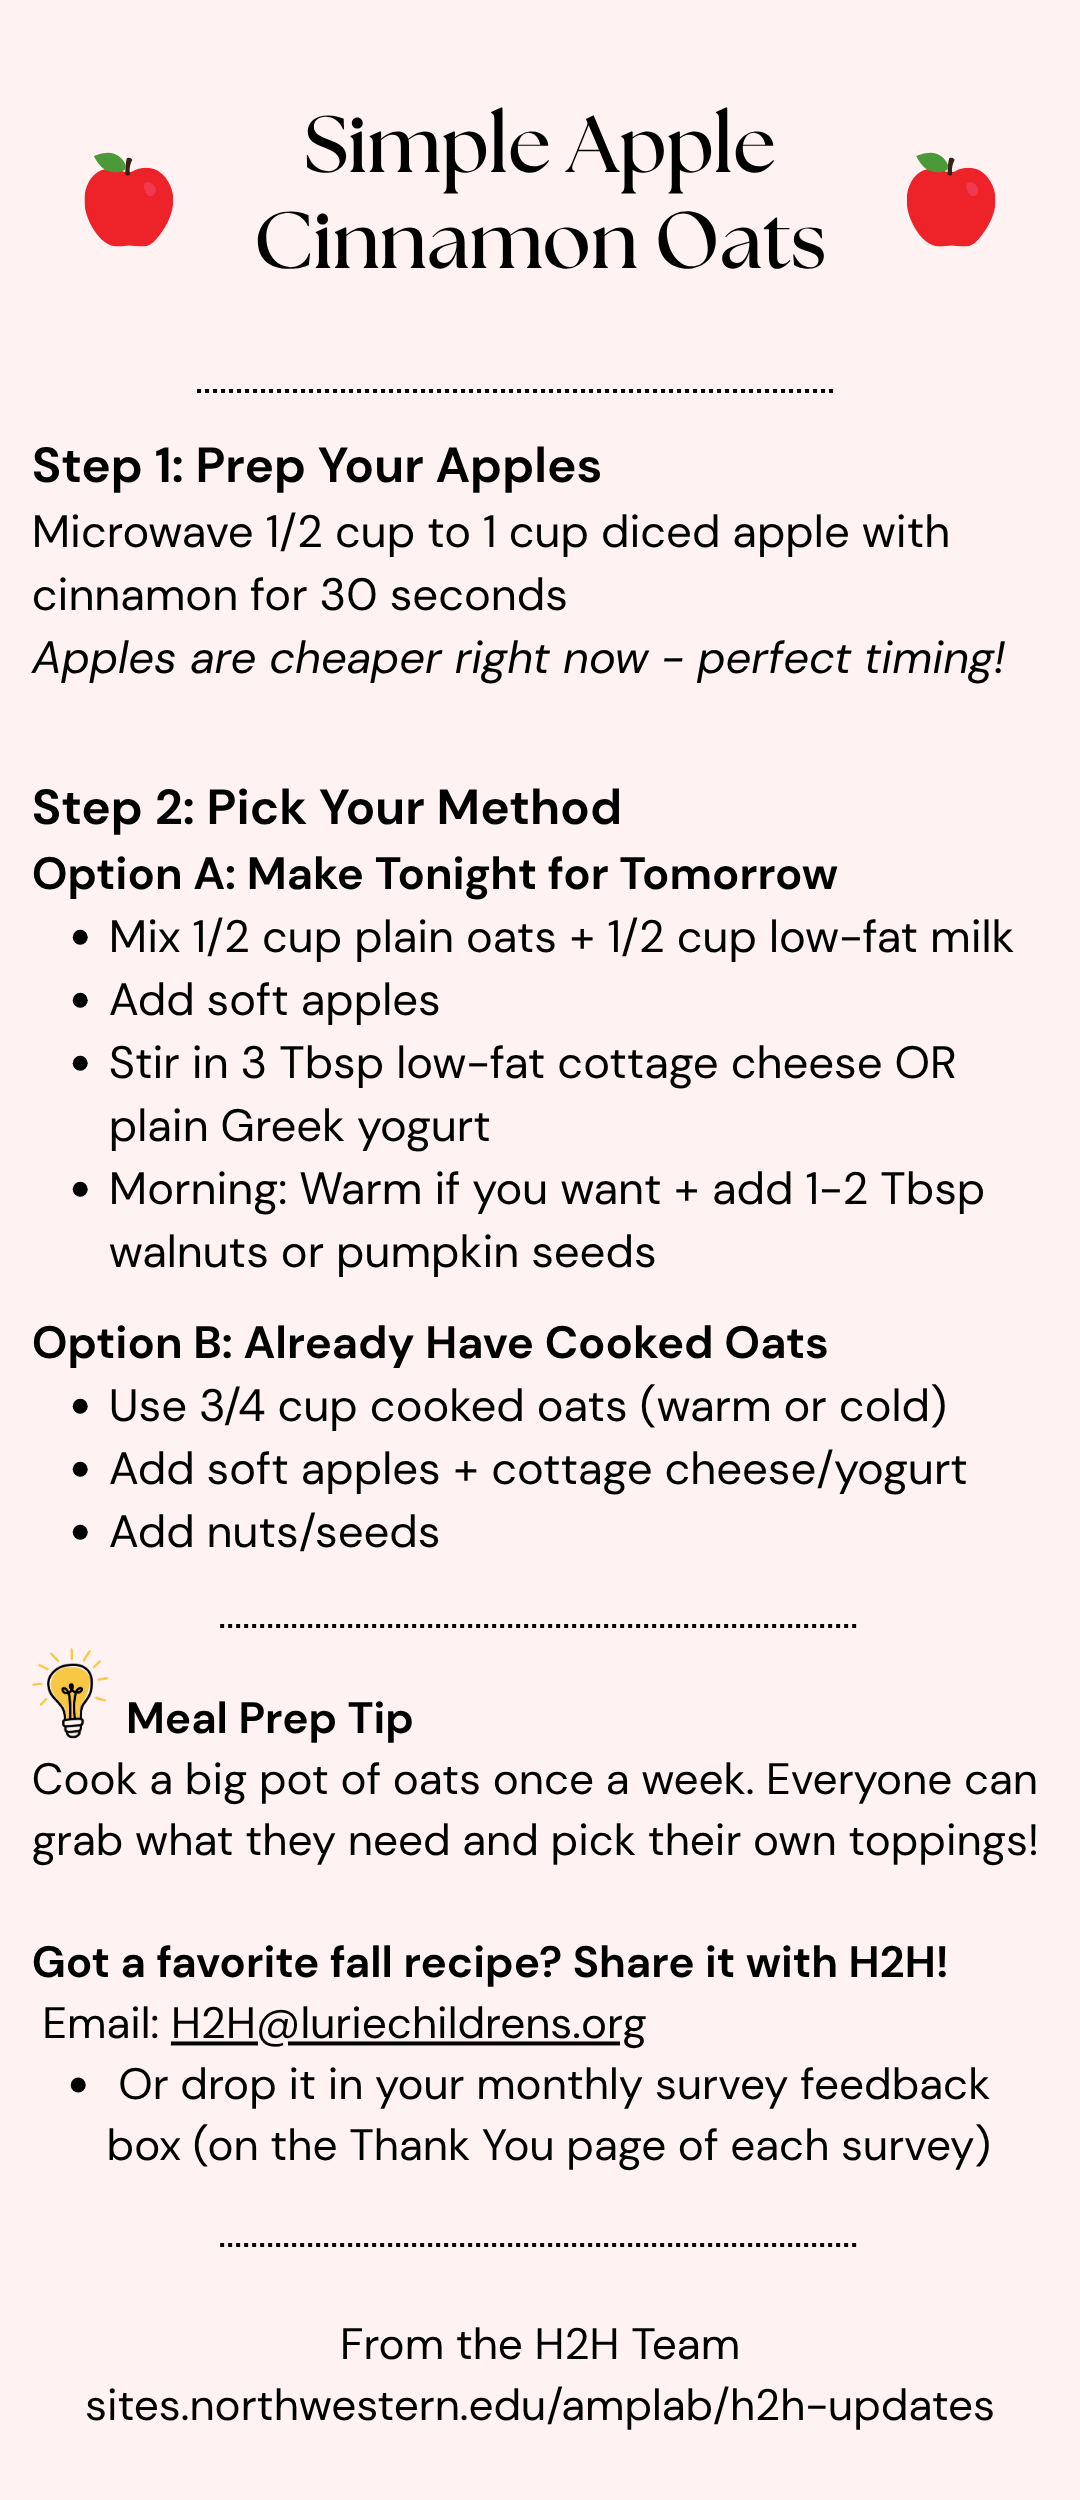 Simple Apple
Cinnamon Oats
Step 1: Prep Your Apples
Microwave 1/2 cup to 1 cup diced apple with
cinnamon for 30 seconds
Apples are cheaper right now - perfect timing!
Step 2: Pick Your Method
Option A: Make Tonight for Tomorrow
• Mix 1/2 cup plain oats + 1/2 cup low-fat milk
• Add soft apples
• Stir in 3 Tbsp low-fat cottage cheese OR
plain Greek yogurt
• Morning: Warm if you want + add 1-2 Tbsp
walnuts or pumpkin seeds
Option B: Already Have Cooked Oats
• Use 3/4 cup cooked oats (warm or cold)
• Add soft apples + cottage cheese/yogurt
• Add nuts/seeds
Meal Prep Tip
Cook a big pot of oats once a week. Everyone can
grab what they need and pick their own toppings!
Got a favorite fall recipe? Share it with H2H!
Email: H2H@luriechildrens.org
• Or drop it in your monthly survey feedback
box (on the Thank You page of each survey)
From the H2H Team
sites.northwestern.edu/amplab/h2h-updates